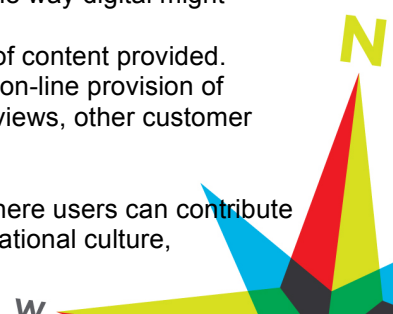 e way digital might
of content provided.
on-line provision of
views, other customer
here users can contribute
ational culture,
N
W